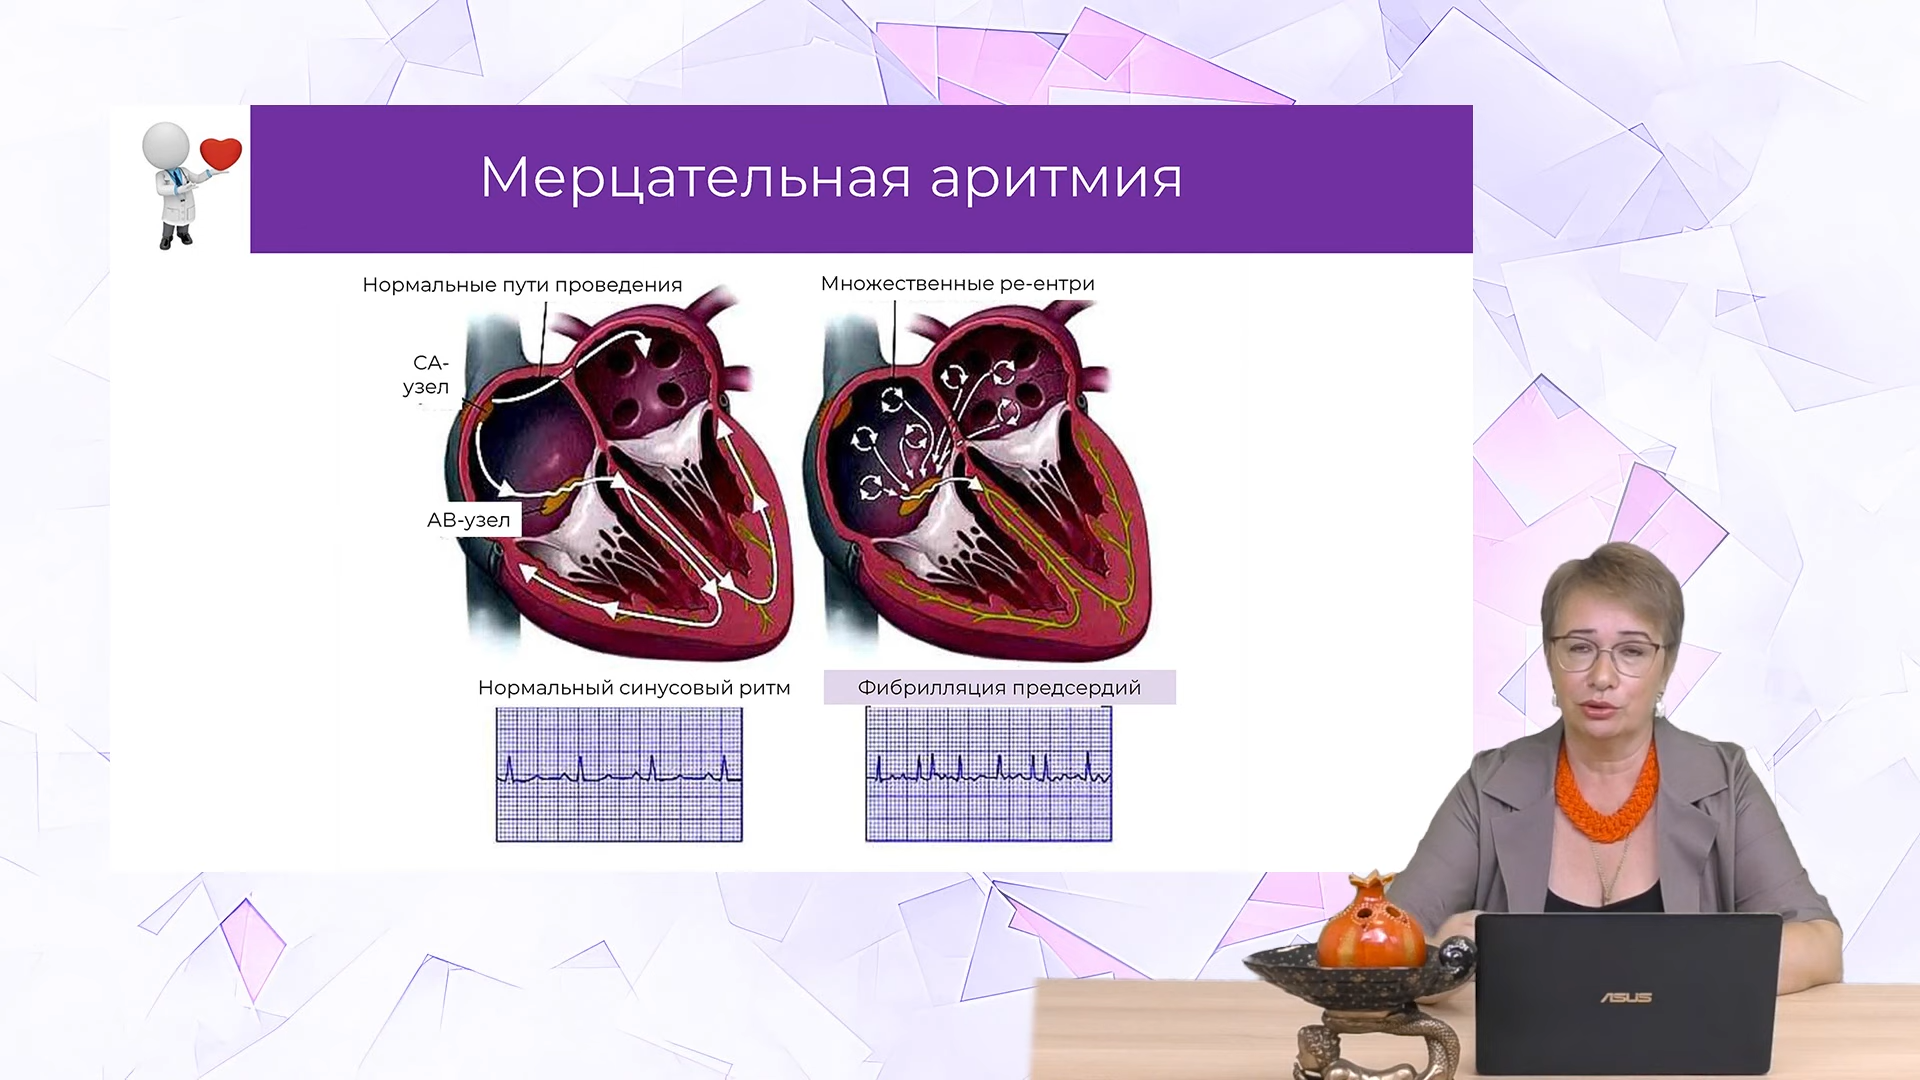 Мерцательная аритмия
Нормальные пути проведения
Множественные ре-ентри
СА-
узел
АВ-узел
Нормальный синусовый ритм
Фибрилляция предсердий
ASUS